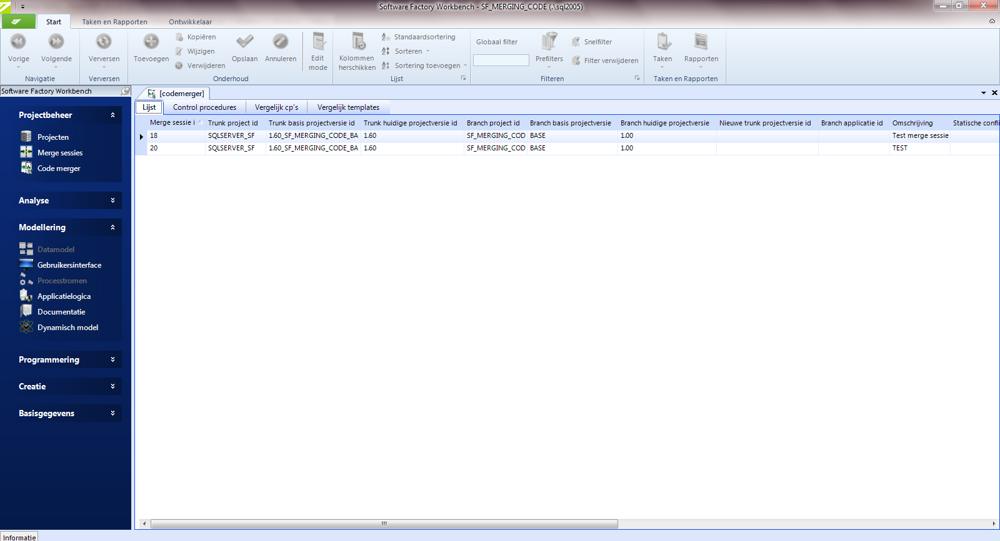 Software Factory Workbench - SF_MERGING_CODE (.\sql2005)
Start Taken en Rapporten Ontwikkelaar
Vorige Volgende
Navigatie
Verversen
Verversen
Toevoegen
Kopiëren
Wijzigen
Verwijderen
Opslaan Annuleren
Onderhoud
Edit mode
Kolommen herschikken
Standaardsortering
Sorteren
Sortering toevoegen
Lijst
Globaal filter
Prefilters
Snelfilter
Filter verwijderen
Filteren
Taken Rapporten
Taken en Rapporten
Software Factory Workbench
Projectbeheer
Projecten
Merge sessies
Code merger
Analyse
Modellering
Datamodel
Gebruikersinterface
Processtromen
Applicatielogica
Documentatie
Dynamisch model
Programmering
Creatie
Basisgegevens
[codemerger]
Lijst Control procedures Vergelijk cp's Vergelijk templates
Merge sessie i Trunk project id Trunk basis projectversie id Trunk huidige projectversie id Branch project id Branch basis projectversie Branch huidige projectversie Nieuwe trunk projectversie id Branch applicatie id Omschrijving Statische confli
18 SQLSERVER_SF 1.60_SF_MERGING_CODE_BA 1.60 SF_MERGING_COD BASE 1.00 Test merge sessie
20 SQLSERVER_SF 1.60_SF_MERGING_CODE_BA 1.60 SF_MERGING_COD BASE 1.00 TEST
Informatie